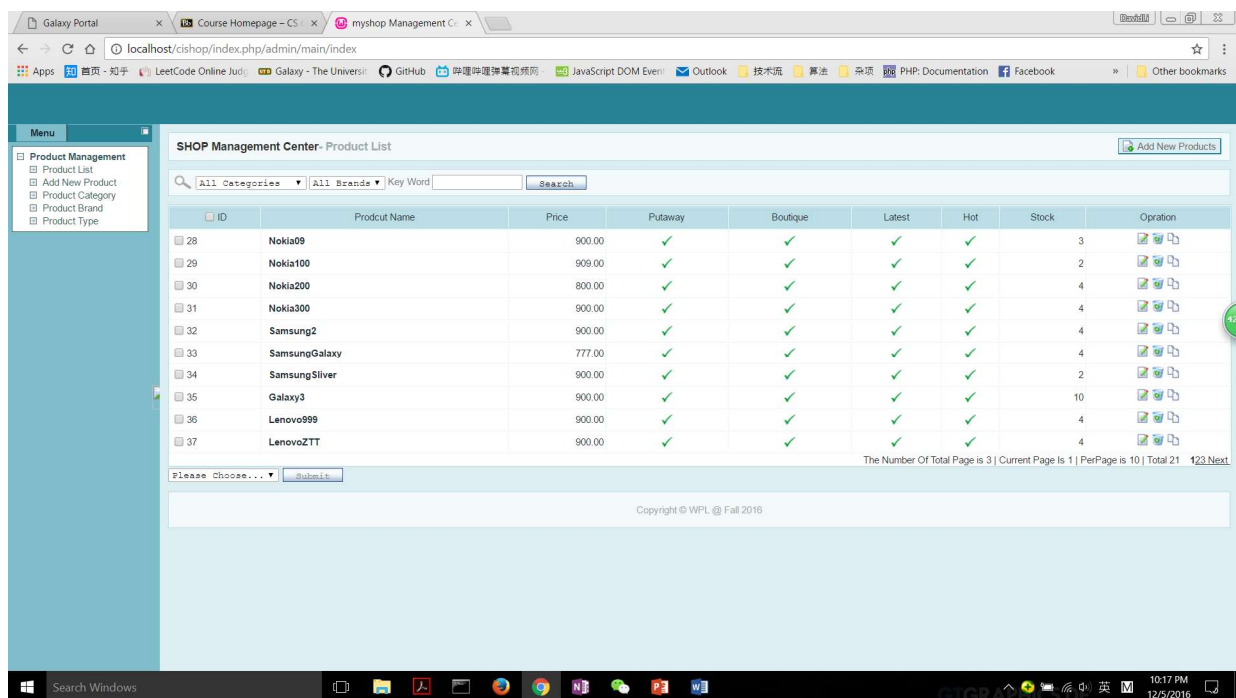 Galaxy Portal
Course Homepage – CS
myshop Management Ce
localhost/cishop/index.php/admin/main/index
Apps 首页 - 知乎 LeetCode Online Judg Galaxy - The Universit GitHub 哔哩哔哩弹幕视频网 - JavaScript DOM Event Outlook 技术流 算法 杂项 PHP: Documentation Facebook » Other bookmarks
Menu
Product Management
Product List
Add New Product
Product Category
Product Brand
Product Type
SHOP Management Center- Product List
Add New Products
All Categories All Brands Key Word Search
ID Prodcut Name Price Putaway Boutique Latest Hot Stock Opration
28 Nokia09 900.00 3
29 Nokia100 909.00 2
30 Nokia200 800.00 4
31 Nokia300 900.00 4
32 Samsung2 900.00 4
33 SamsungGalaxy 777.00 4
34 SamsungSliver 900.00 2
35 Galaxy3 900.00 10
36 Lenovo999 900.00 4
37 LenovoZTT 900.00 4
The Number Of Total Page is 3 | Current Page Is 1 | PerPage is 10 | Total 21 123 Next
Please Choose... Submit
Copyright © WPL @ Fall 2016
Search Windows
英
10:17 PM
12/5/2016